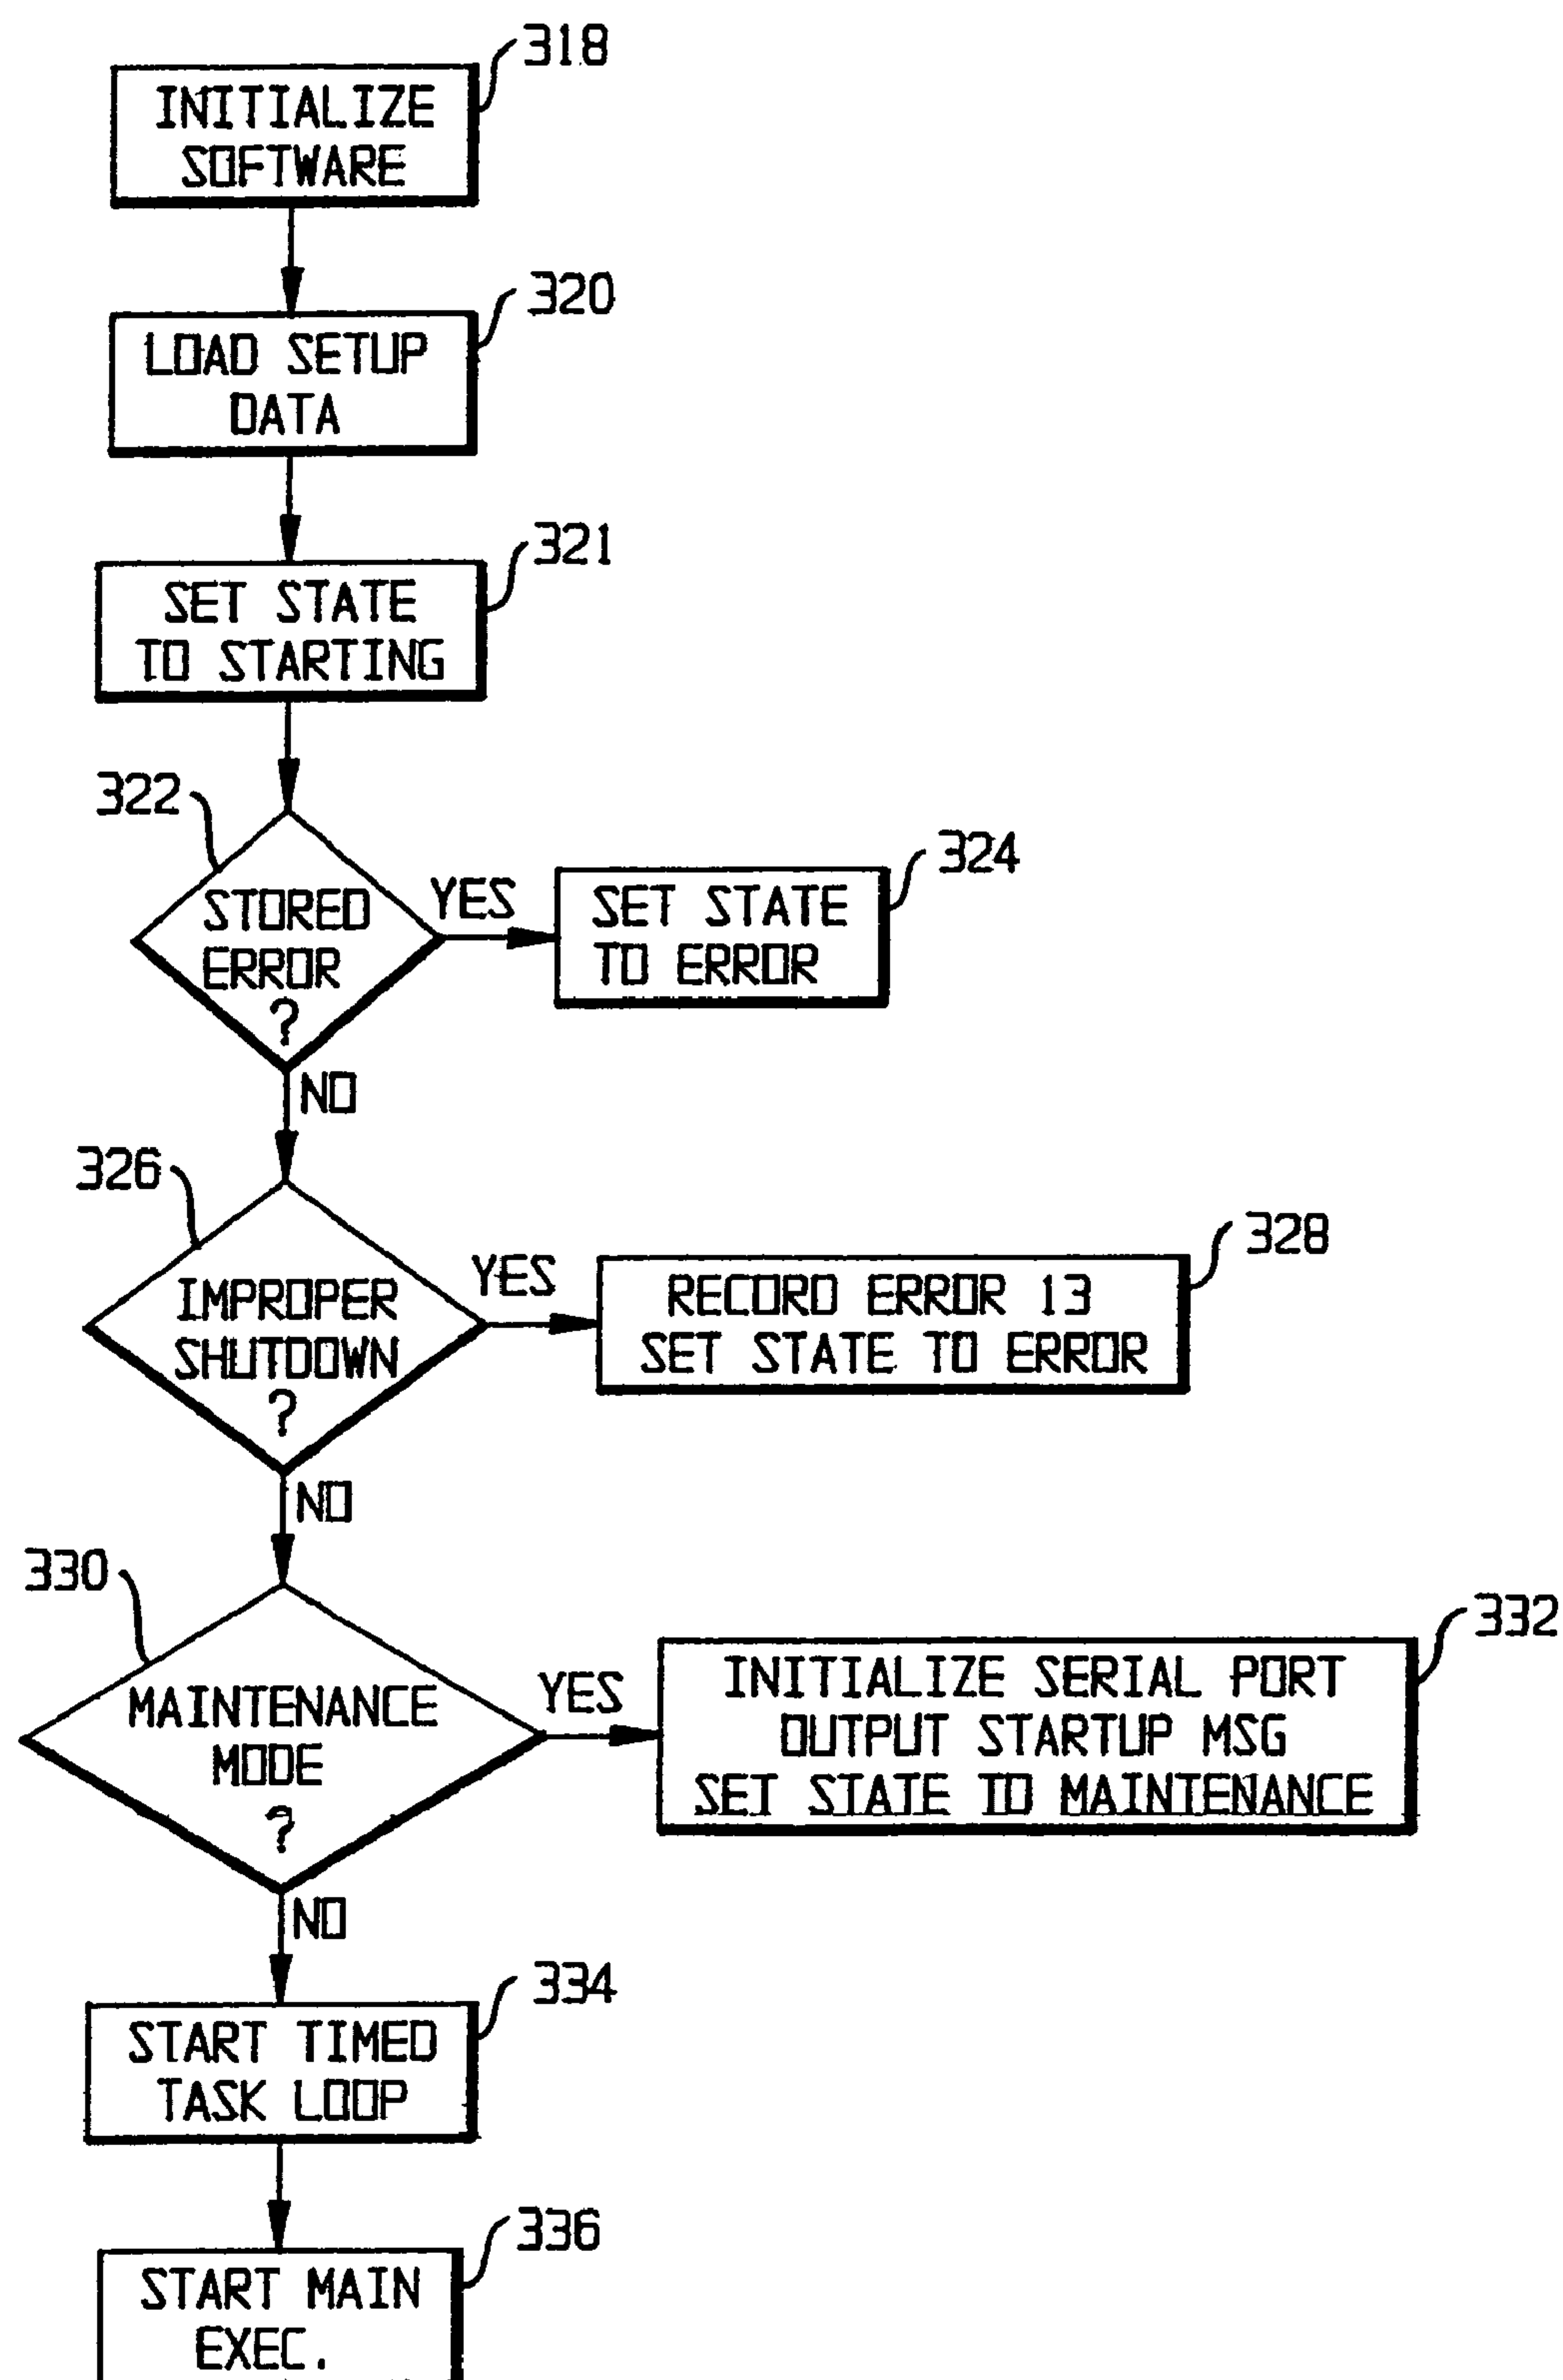 318
INITIALIZE
SOFTWARE
320
LOAD SETUP
DATA
321
SET STATE
TO STARTING
322
STORED
ERROR
?
YES
324
SET STATE
TO ERROR
NO
326
IMPROPER
SHUTDOWN
?
YES
328
RECORD ERROR 13
SET STATE TO ERROR
NO
330
MAINTENANCE
MODE
?
YES
332
INITIALIZE SERIAL PORT
OUTPUT STARTUP MSG
SET STATE TO MAINTENANCE
NO
334
START TIMED
TASK LOOP
336
START MAIN
EXEC.